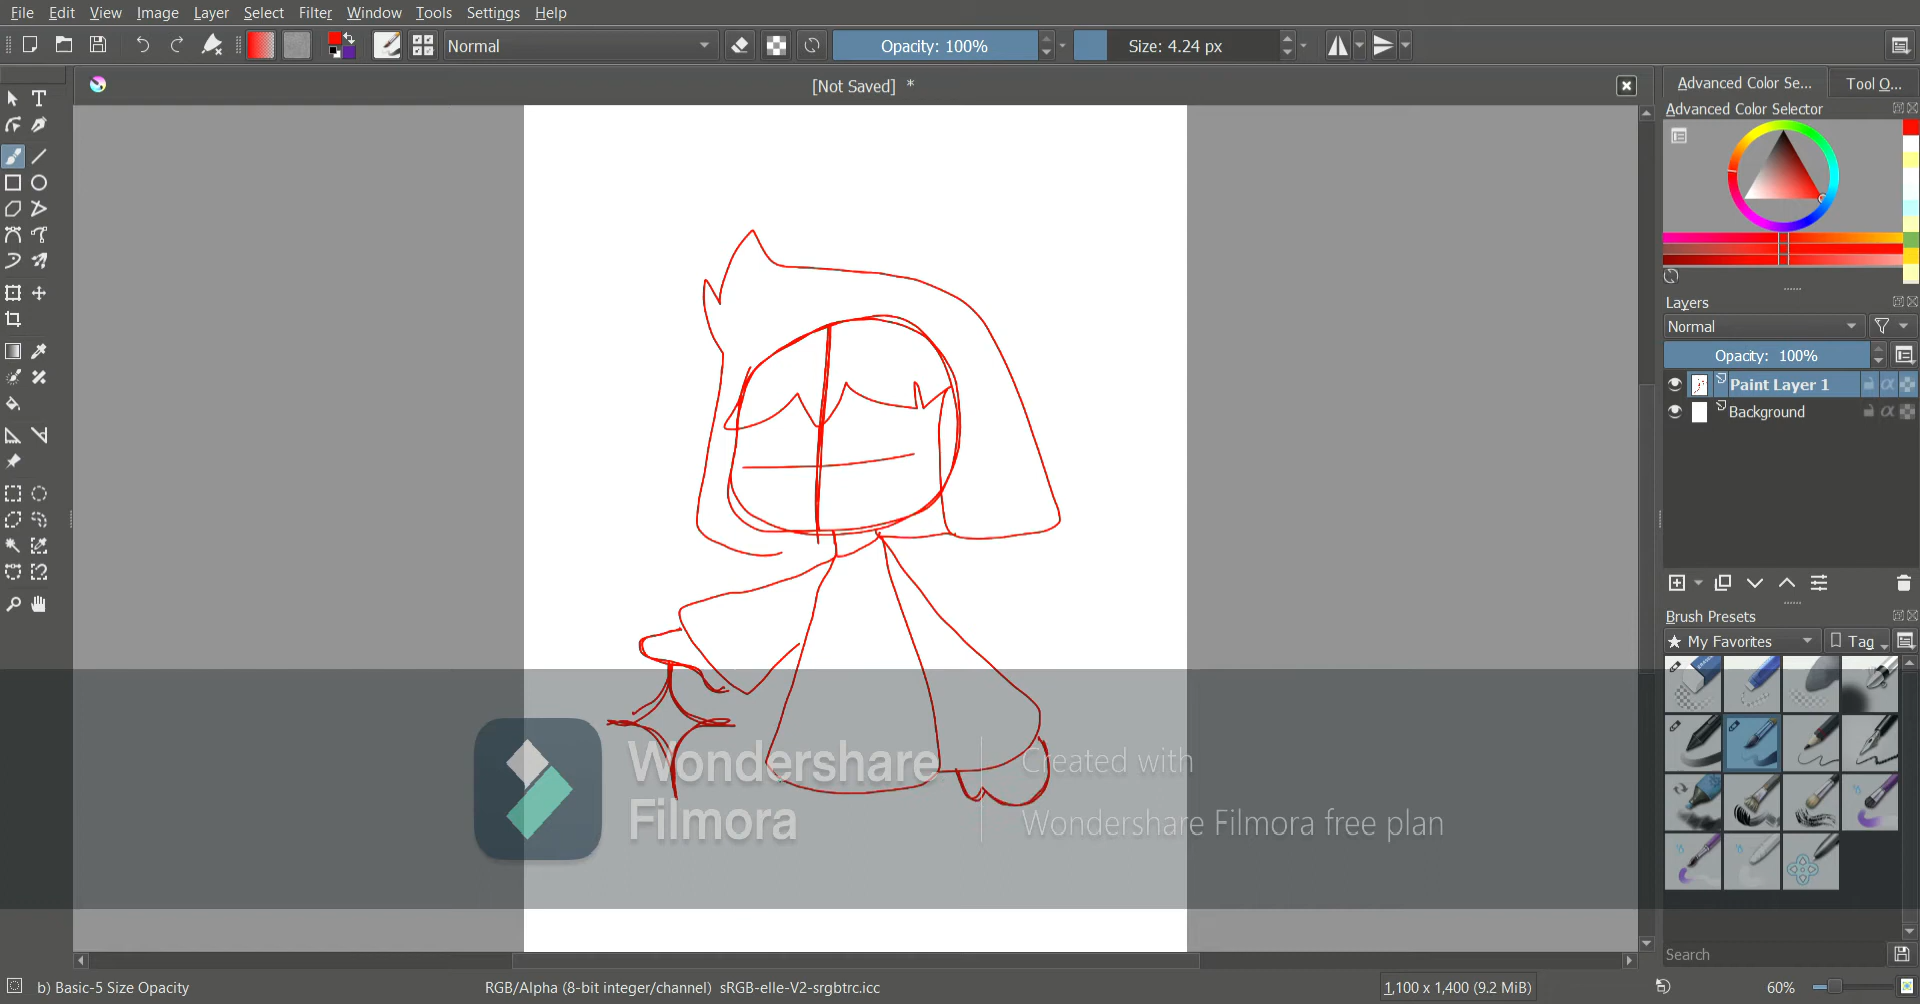 File Edit View Image Layer Select Filter Window Tools Settings Help
Normal Opacity: 100% Size: 4.24 px
[Not Saved] *
Advanced Color Se... Tool O...
Advanced Color Selector
Layers
Normal
Opacity: 100%
Paint Layer 1
Background
Brush Presets
My Favorites Tag
Wondershare
Filmora
Created with
Wondershare Filmora free plan
Search
b) Basic-5 Size Opacity RGB/Alpha (8-bit integer/channel) sRGB-elle-V2-srgbtrc.icc 1,100 x 1,400 (9.2 MiB) 60%